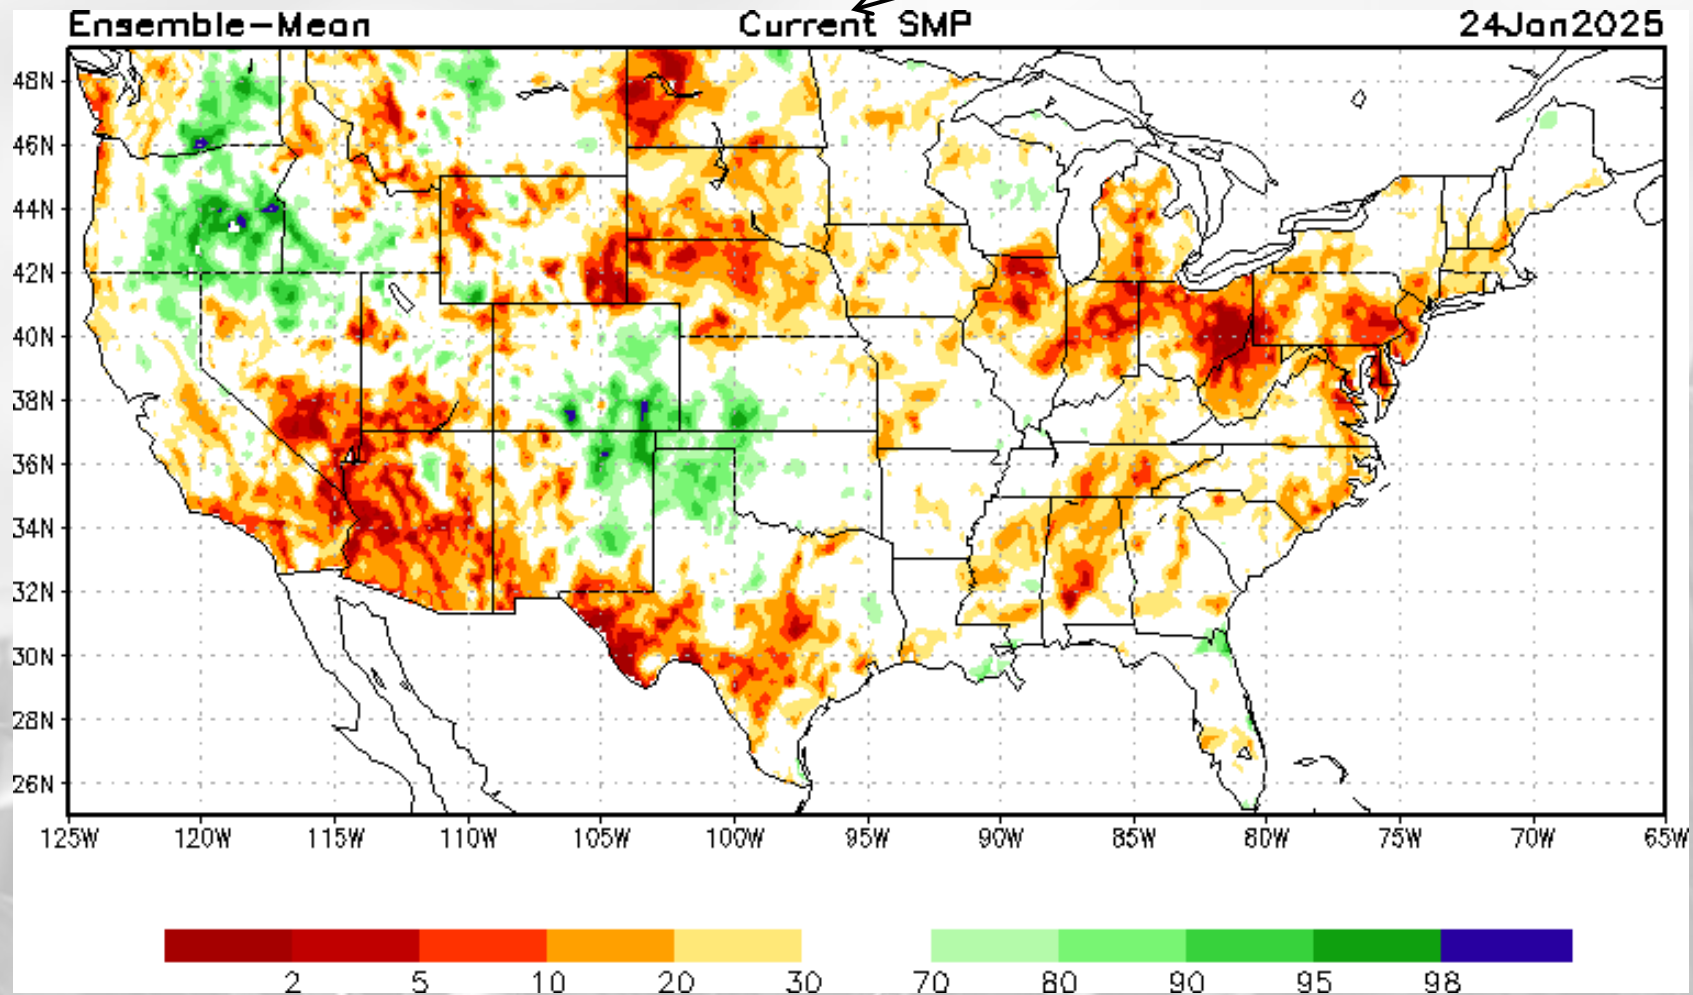 Ensemble-Mean Current SMP 24Jan2025
48N
46N
44N
42N
40N
38N
36N
34N
32N
30N
28N
26N
125W 120W 115W 110W 105W 100W 95W 90W 85W 80W 75W 70W 65W
2 5 10 20 30 70 80 90 95 98